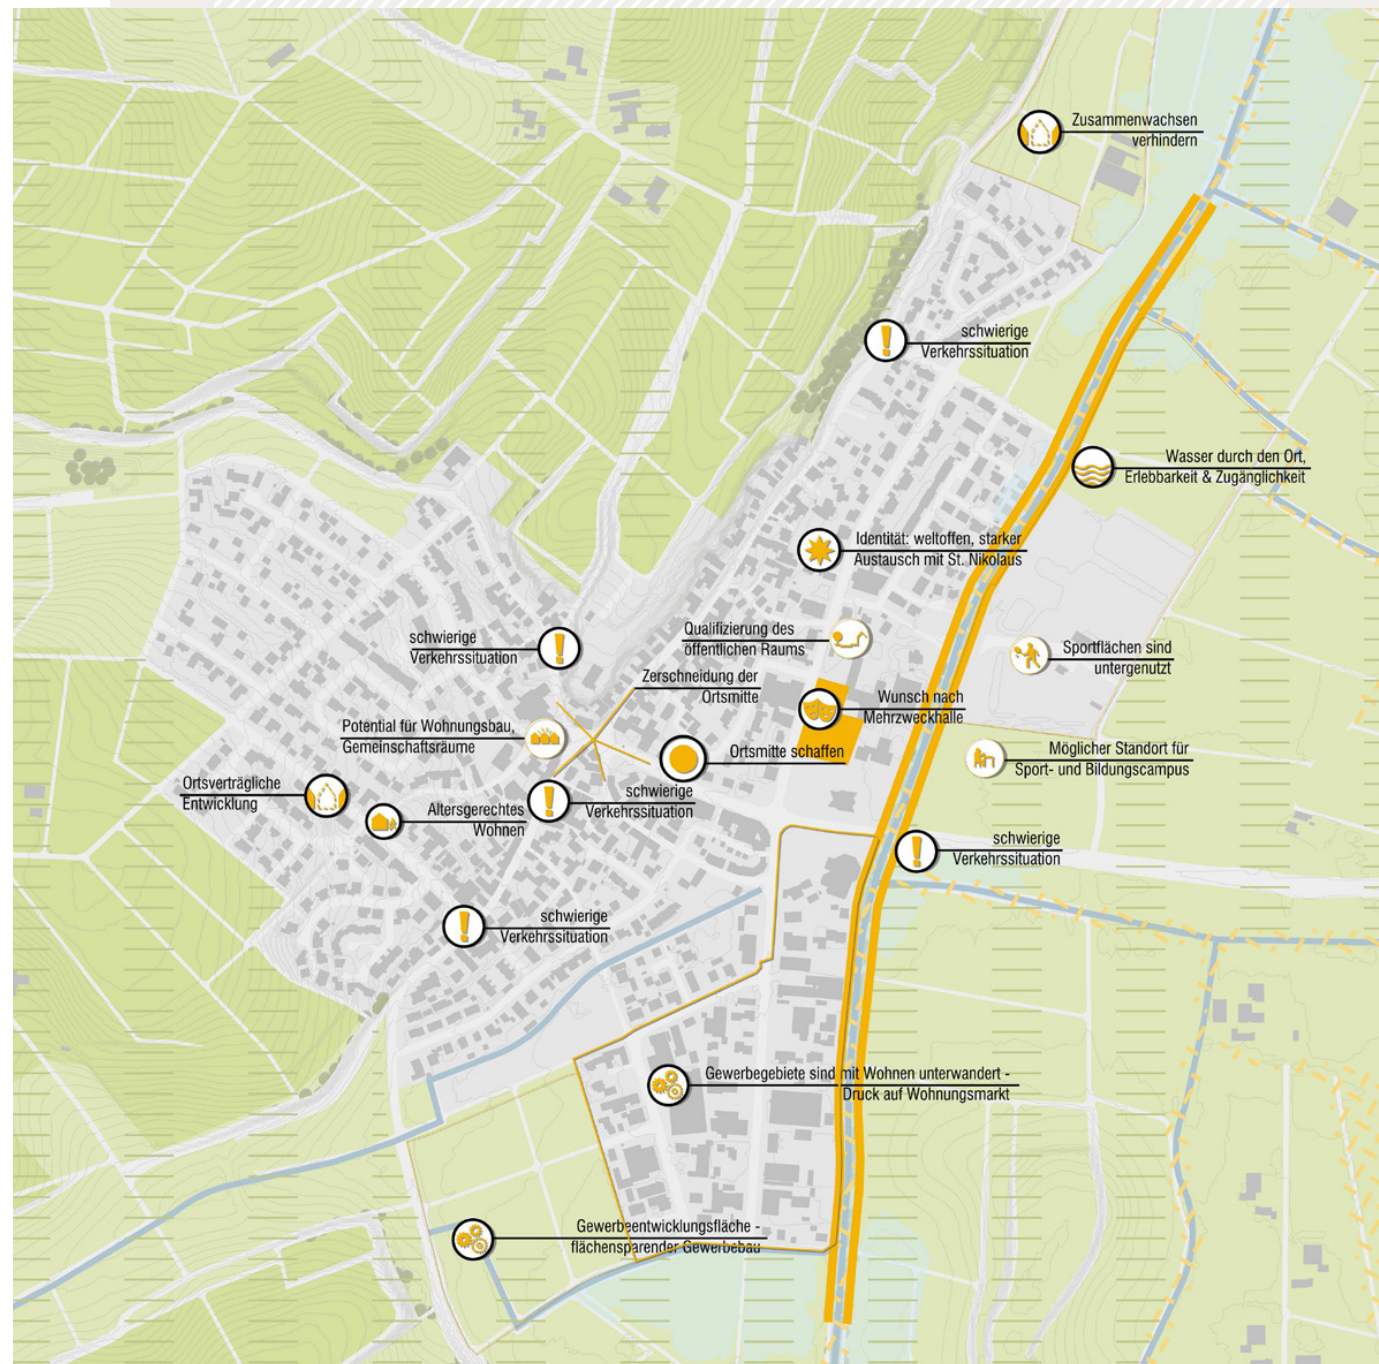 Zusammenwachsen
verhindern
schwierige
Verkehrssituation
Wasser durch den Ort,
Erlebbarkeit & Zugänglichkeit
Identität: weltoffen, starker
Austausch mit St. Nikolaus
Qualifizierung des
öffentlichen Raums
schwierige
Verkehrssituation
Sportflächen sind
untergenutzt
Zerschneidung der
Ortsmitte
Wunsch nach
Mehrzweckhalle
Potential für Wohnungsbau,
Gemeinschaftsräume
Ortsmitte schaffen
Möglicher Standort für
Sport- und Bildungscampus
Ortsverträgliche
Entwicklung
schwierige
Verkehrssituation
Altersgerechtes
Wohnen
schwierige
Verkehrssituation
schwierige
Verkehrssituation
Gewerbegebiete sind mit Wohnen unterwandert -
Druck auf Wohnungsmarkt
Gewerbeentwicklungsfläche -
flächensparender Gewerbebau